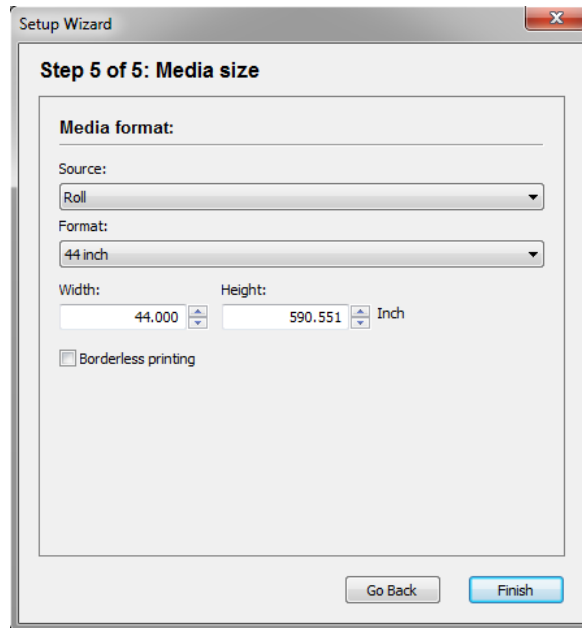 Setup Wizard
Step 5 of 5: Media size
Media format:
Source:
Roll
Format:
44 inch
Width: Height:
44.000 590.551 Inch
Borderless printing
Go Back Finish